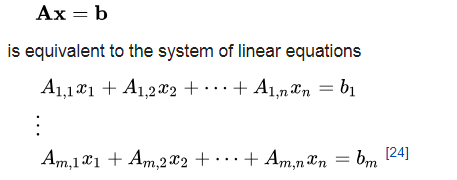 Ax = b
is equivalent to the system of linear equations
A₁,₁x₁ + A₁,₂x₂ + ⋯ + A₁,ₙxₙ = b₁
⋮
Aₘ,₁x₁ + Aₘ,₂x₂ + ⋯ + Aₘ,ₙxₙ = bₘ [24]